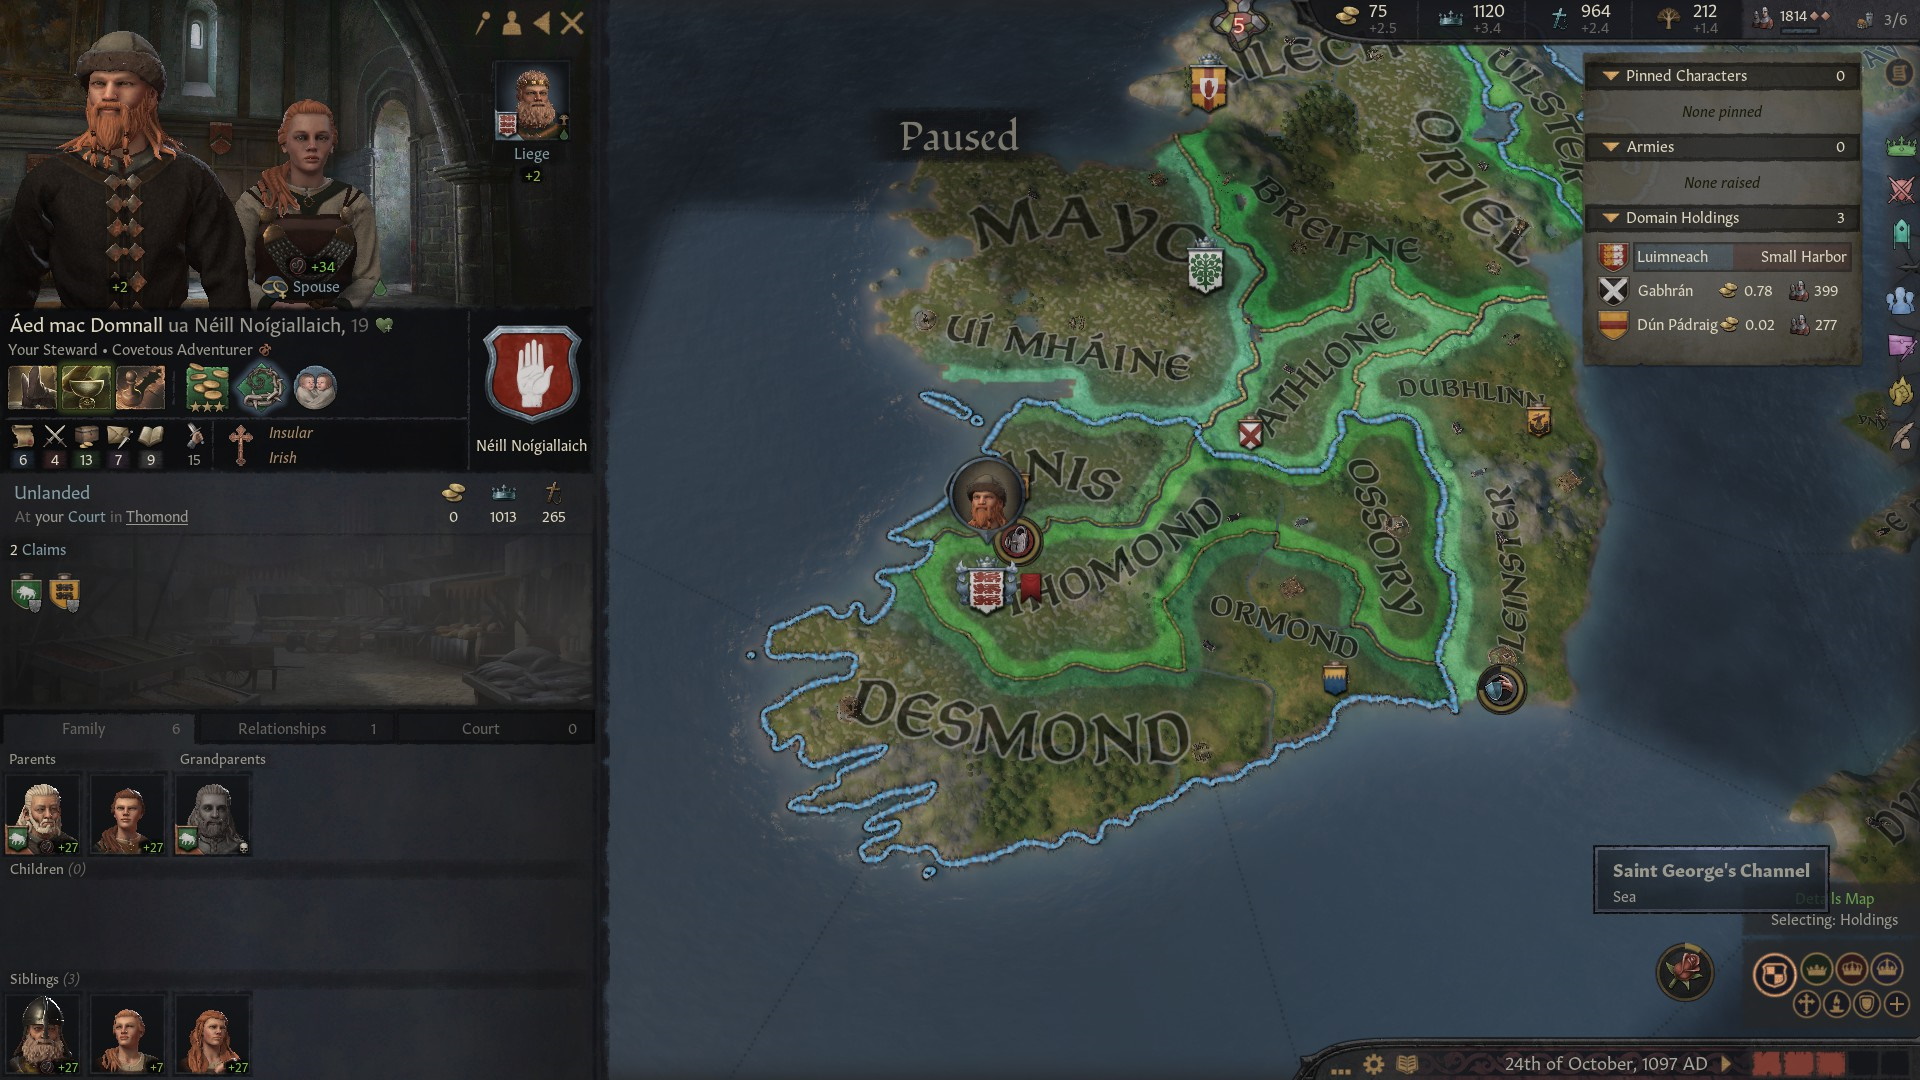 Liege
+2
+34
Spouse
+2
Áed mac Domnall ua Néill Noígiallaich, 19
Your Steward • Covetous Adventurer
Néill Noígiallaich
Insular
Irish
6 4 13 7 9 15
Unlanded
At your Court in Thomond
0 1013 265
2 Claims
Family 6
Relationships 1
Court 0
Parents
Grandparents
+27
+27
Children (0)
Siblings (3)
+27
+7
+27
Paused
5
AILECH
ULSTER
ORIEL
MAYO
BREIFNE
UÍ MHÁINE
ATHLONE
DUBHLINN
OSSORY
LEINSTER
THOMOND
ORMOND
DESMOND
75 +2.5
1120 +3.4
964 +2.4
212 +1.4
1814
3/6
Pinned Characters 0
None pinned
Armies 0
None raised
Domain Holdings 3
Luimneach Small Harbor
Gabhrán 0.78 399
Dún Pádraig 0.02 277
Saint George's Channel
Sea
ls Map
Selecting: Holdings
24th of October, 1097 AD